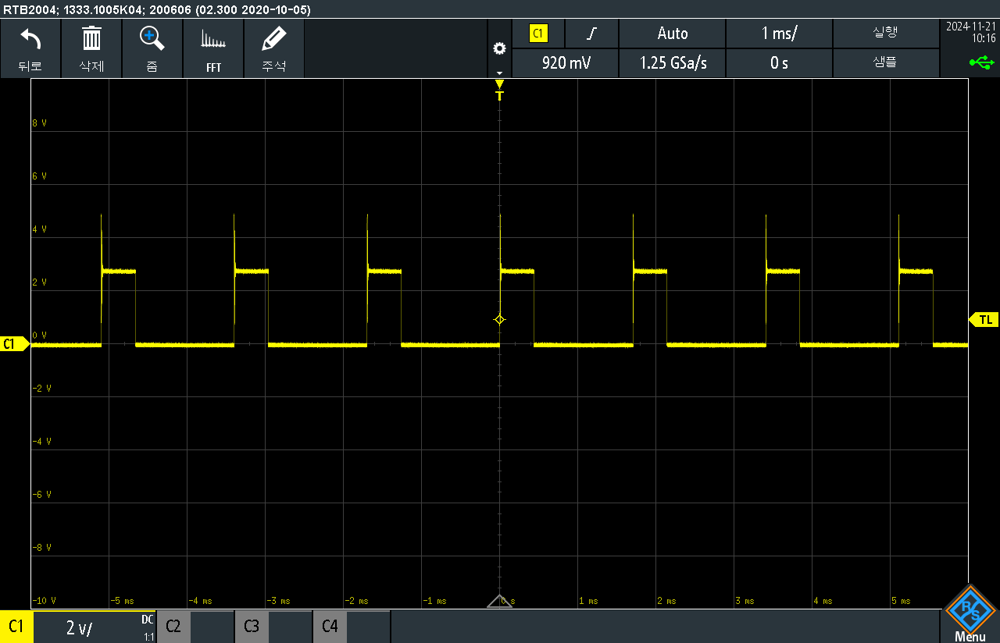 RTB2004; 1333.1005K04; 200606 (02.300 2020-10-05)
뒤로
삭제
줌
FFT
주석
C1
Auto
1 ms/
실행
2024-11-21
10:16
920 mV
1.25 GSa/s
0 s
샘플
T
8 V
6 V
4 V
2 V
TL
C1
0 V
-2 V
-4 V
-6 V
-8 V
-10 V
-5 ms
-4 ms
-3 ms
-2 ms
-1 ms
0 s
1 ms
2 ms
3 ms
4 ms
5 ms
C1
2 V/
DC
1:1
C2
C3
C4
R S
Menu